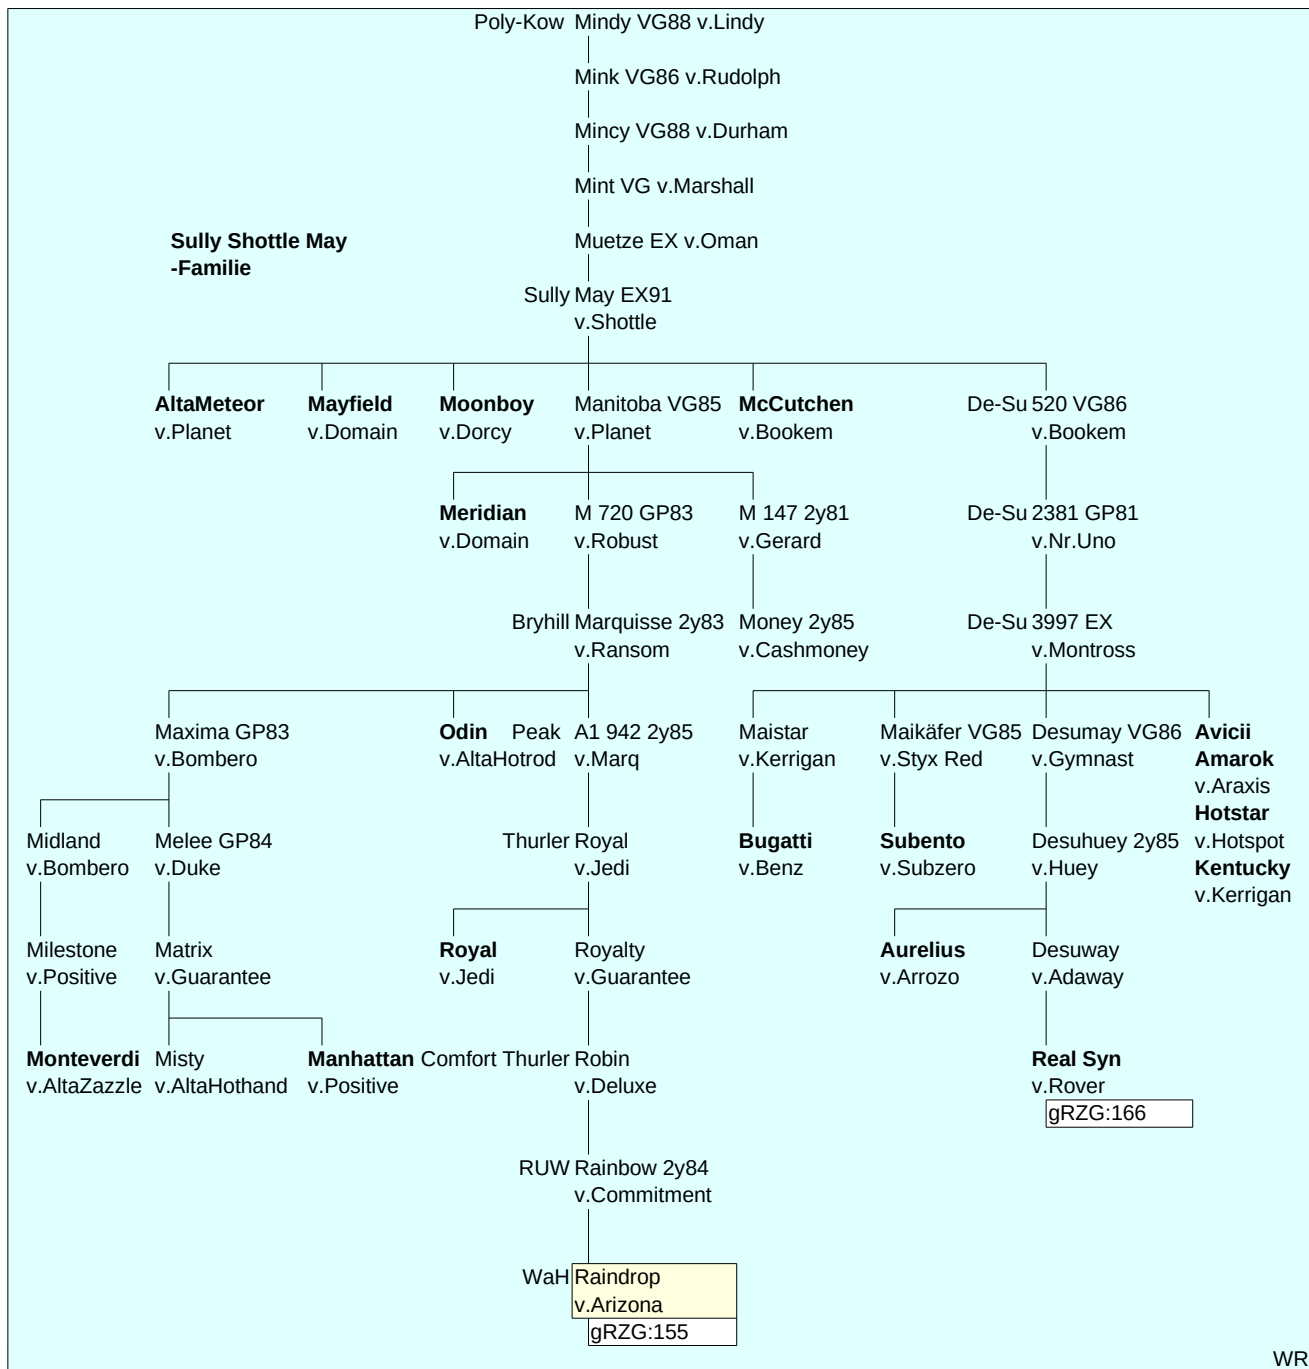 Poly-Kow Mindy VG88 v.Lindy
Mink VG86 v.Rudolph
Mincy VG88 v.Durham
Mint VG v.Marshall
Sully Shottle May Muetze EX v.Oman
-Familie
Sully May EX91
v.Shottle
AltaMeteor Mayfield Moonboy Manitoba VG85 McCutchen De-Su 520 VG86
v.Planet v.Domain v.Dorcy v.Planet v.Bookem v.Bookem
Meridian M 720 GP83 M 147 2y81 De-Su 2381 GP81
v.Domain v.Robust v.Gerard v.Nr.Uno
Bryhill Marquisse 2y83 Money 2y85 De-Su 3997 EX
v.Ransom v.Cashmoney v.Montross
Maxima GP83 Odin Peak A1 942 2y85 Maistar Maikäfer VG85 Desumay VG86 Avicii
v.Bombero v.AltaHotrod v.Marq v.Kerrigan v.Styx Red v.Gymnast Amarok
v.Araxis
Hotstar
Midland Melee GP84 Thurler Royal Bugatti Subento Desuhuey 2y85 v.Hotspot
v.Bombero v.Duke v.Jedi v.Benz v.Subzero v.Huey Kentucky
v.Kerrigan
Milestone Matrix Royal Royalty Aurelius Desuway
v.Positive v.Guarantee v.Jedi v.Guarantee v.Arrozo v.Adaway
Monteverdi Misty Manhattan Comfort Thurler Robin Real Syn
v.AltaZazzle v.AltaHothand v.Positive v.Deluxe v.Rover
gRZG:166
RUW Rainbow 2y84
v.Commitment
WaH Raindrop
v.Arizona
gRZG:155
WR